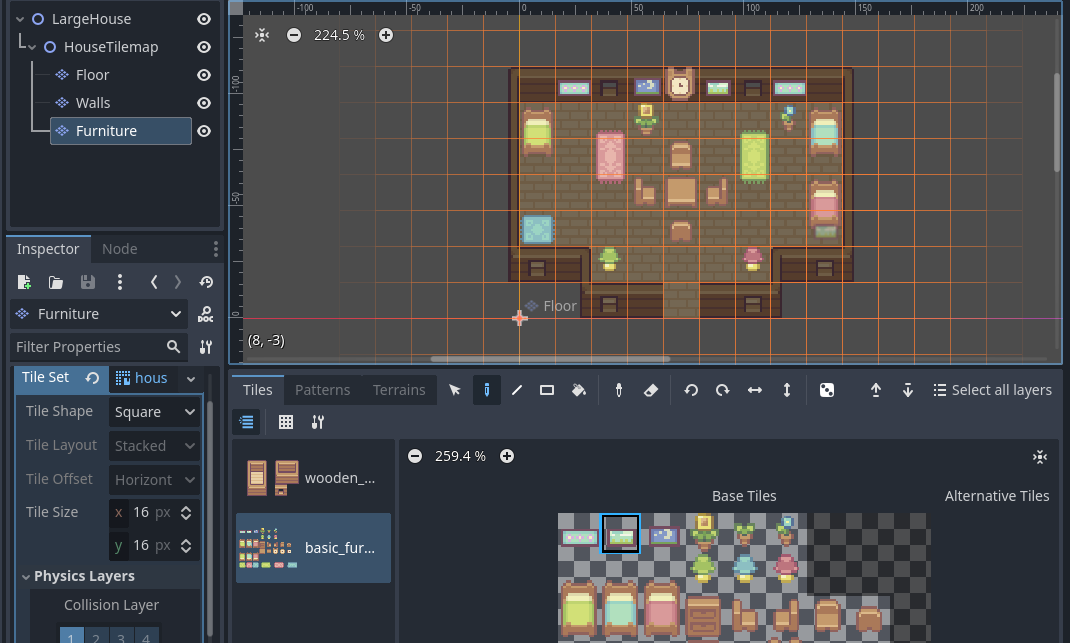 LargeHouse
HouseTilemap
Floor
Walls
Furniture
Inspector
Node
Furniture
Filter Properties
Tile Set
hous
Tile Shape
Square
Tile Layout
Stacked
Tile Offset
Horizont
Tile Size
x 16 px
y 16 px
Physics Layers
Collision Layer
1 2 3 4
-100 -50 0 50 100 150 200
224.5 %
-100
-50
0
Floor
(8, -3)
Tiles Patterns Terrains
Select all layers
wooden_...
basic_fur...
259.4 %
Base Tiles
Alternative Tiles